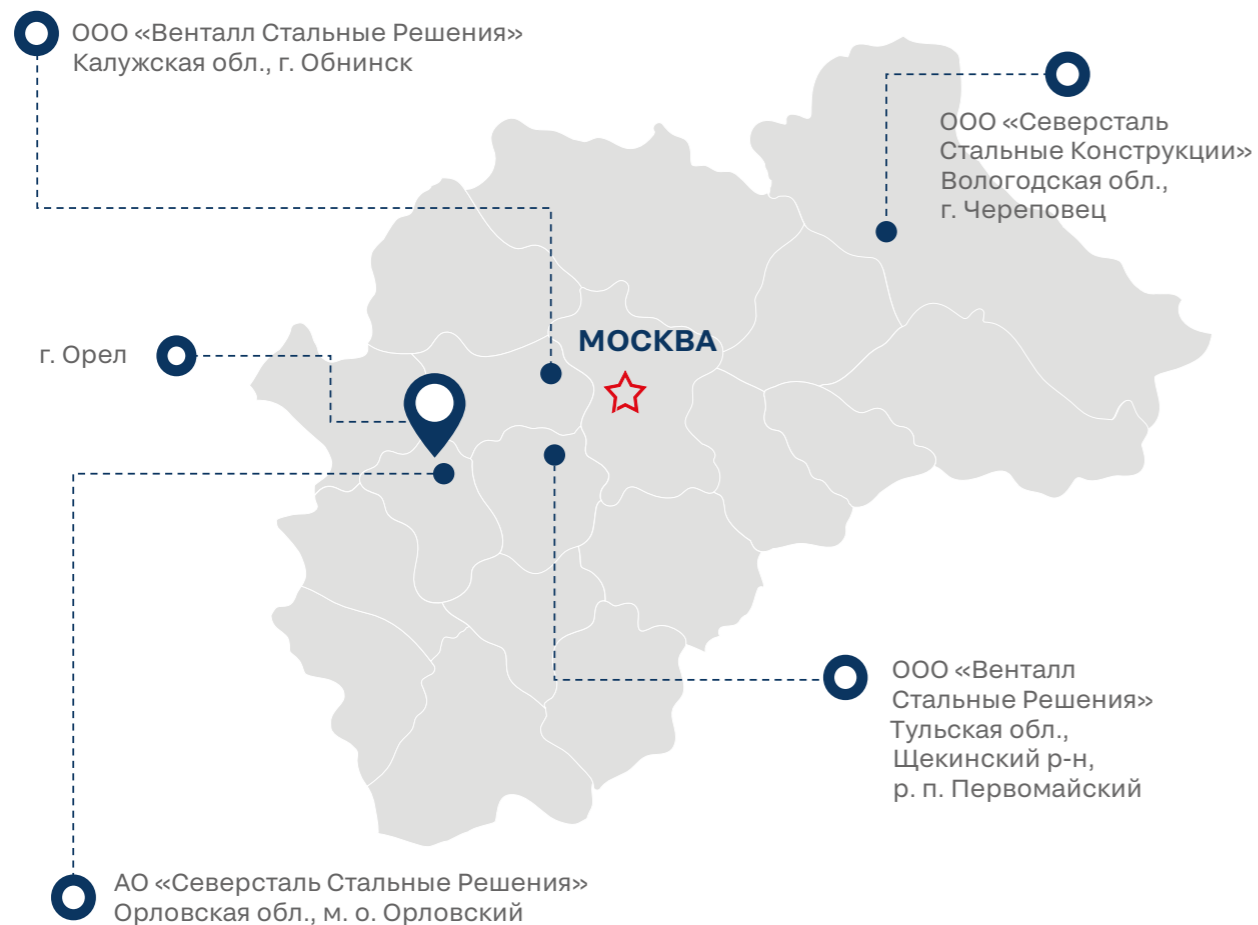 ООО «Венталл Стальные Решения»
Калужская обл., г. Обнинск
ООО «Северсталь
Стальные Конструкции»
Вологодская обл.,
г. Череповец
МОСКВА
г. Орел
ООО «Венталл
Стальные Решения»
Тульская обл.,
Щекинский р-н,
р. п. Первомайский
АО «Северсталь Стальные Решения»
Орловская обл., м. о. Орловский